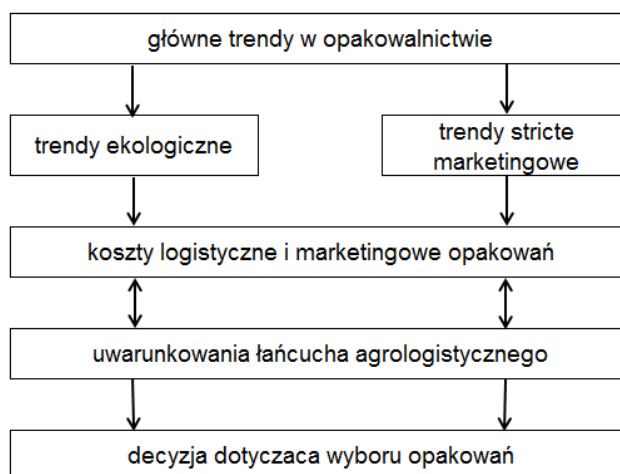 główne trendy w opakowalnictwie
trendy ekologiczne
trendy stricte
marketingowe
koszty logistyczne i marketingowe opakowań
uwarunkowania łańcucha agrologistycznego
decyzja dotyczaca wyboru opakowań